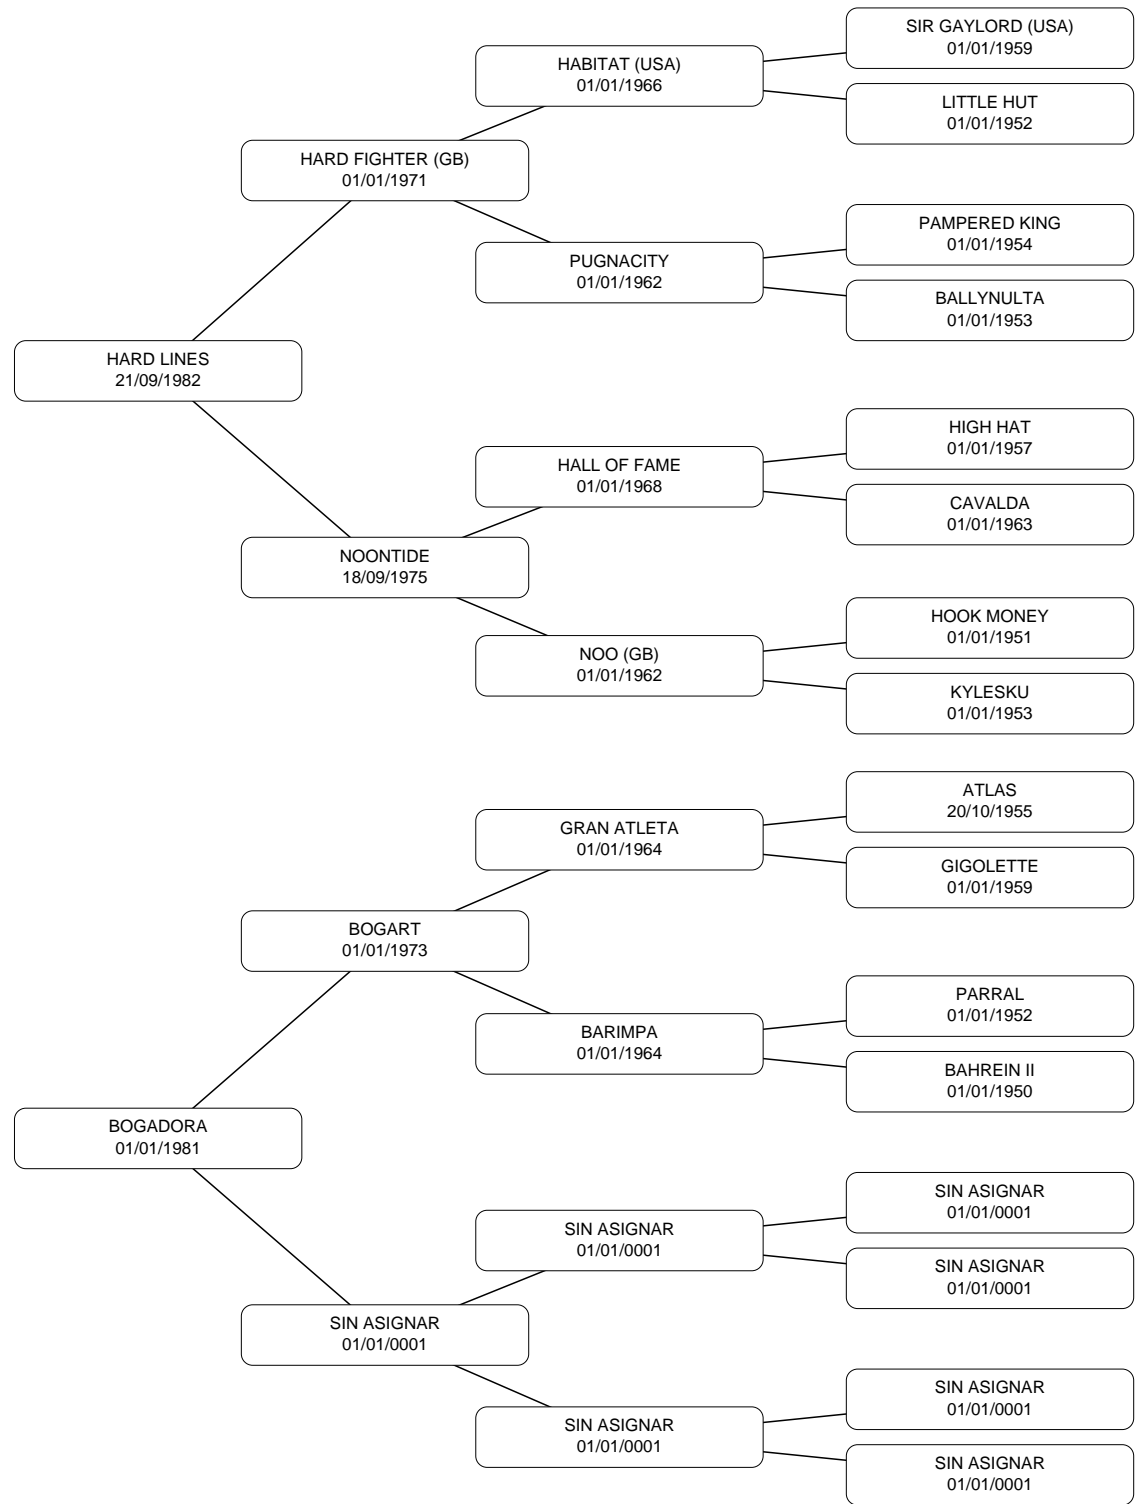 SIR GAYLORD (USA)
01/01/1959
HABITAT (USA)
01/01/1966
LITTLE HUT
01/01/1952
HARD FIGHTER (GB)
01/01/1971
PAMPERED KING
01/01/1954
PUGNACITY
01/01/1962
BALLYNULTA
01/01/1953
HARD LINES
21/09/1982
HIGH HAT
01/01/1957
HALL OF FAME
01/01/1968
CAVALDA
01/01/1963
NOONTIDE
18/09/1975
HOOK MONEY
01/01/1951
NOO (GB)
01/01/1962
KYLESKU
01/01/1953
ATLAS
20/10/1955
GRAN ATLETA
01/01/1964
GIGOLETTE
01/01/1959
BOGART
01/01/1973
PARRAL
01/01/1952
BARIMPA
01/01/1964
BAHREIN II
01/01/1950
BOGADORA
01/01/1981
SIN ASIGNAR
01/01/0001
SIN ASIGNAR
01/01/0001
SIN ASIGNAR
01/01/0001
SIN ASIGNAR
01/01/0001
SIN ASIGNAR
01/01/0001
SIN ASIGNAR
01/01/0001
SIN ASIGNAR
01/01/0001